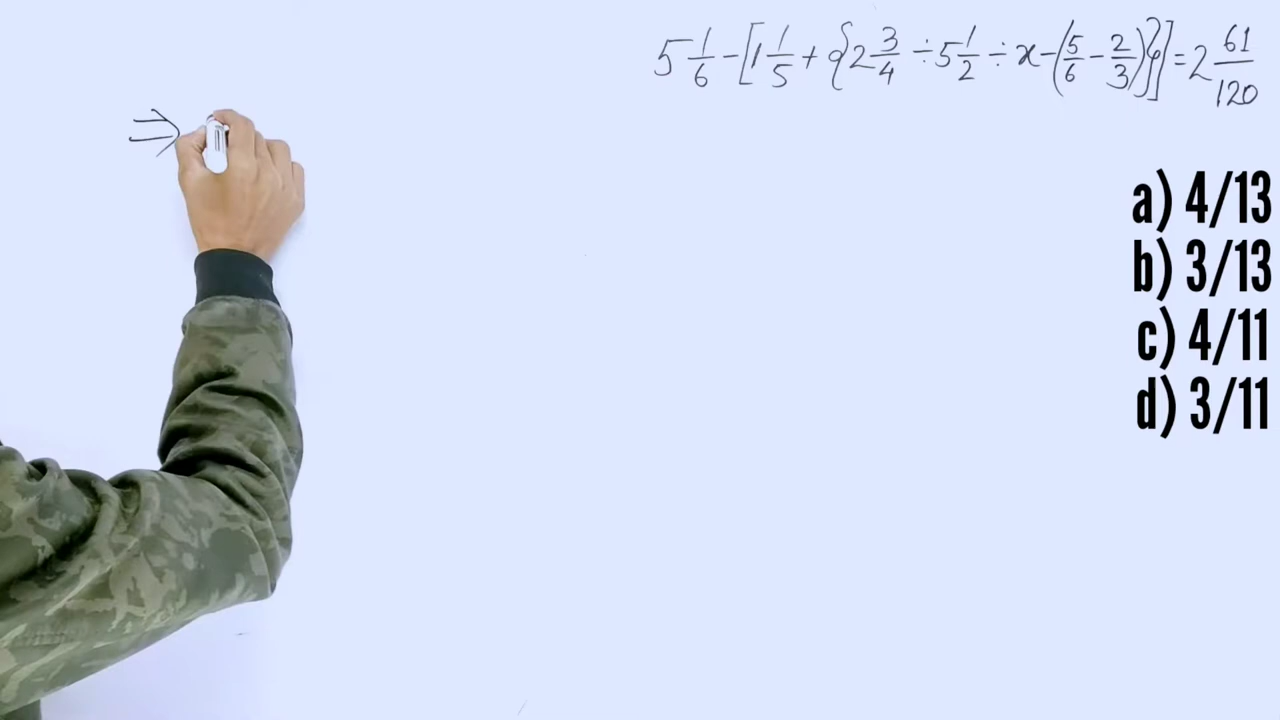 5 1/6 - [1 1/5 + {2 3/4 ÷ 5 1/2 ÷ x - (5/6 - 2/3)}] = 2 61/120
⇒
a) 4/13
b) 3/13
c) 4/11
d) 3/11